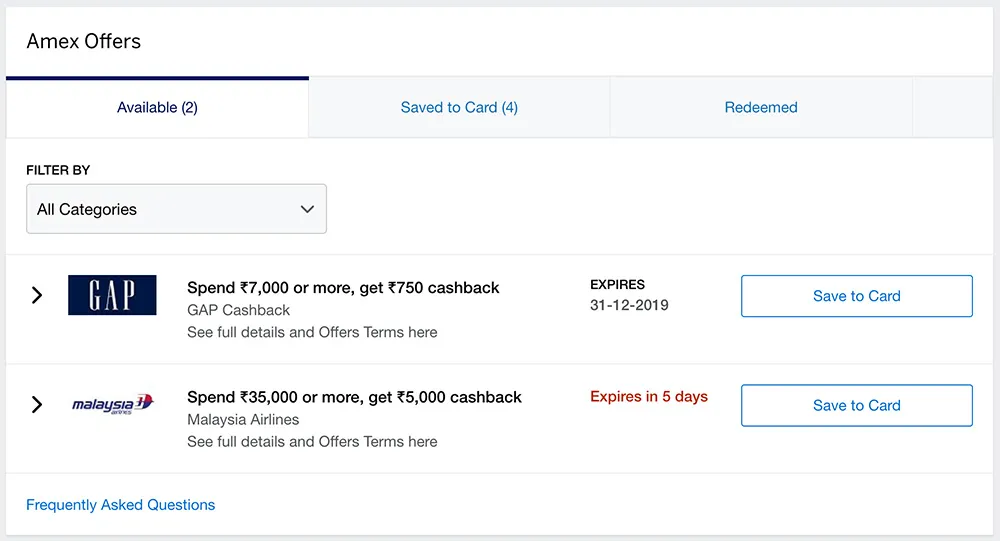 Amex Offers
Available (2)
Saved to Card (4)
Redeemed
FILTER BY
All Categories
GAP
Spend ₹7,000 or more, get ₹750 cashback
GAP Cashback
See full details and Offers Terms here
EXPIRES
31-12-2019
Save to Card
malaysia
airlines
Spend ₹35,000 or more, get ₹5,000 cashback
Malaysia Airlines
See full details and Offers Terms here
Expires in 5 days
Save to Card
Frequently Asked Questions